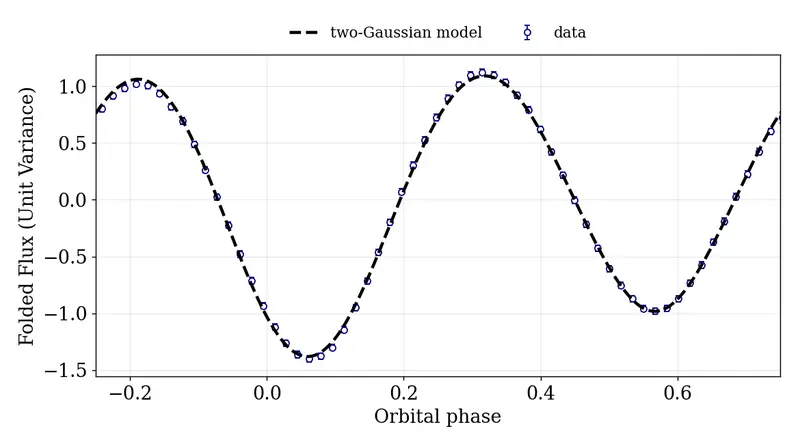 two-Gaussian model
data
Folded Flux (Unit Variance)
1.0
0.5
0.0
−0.5
−1.0
−1.5
−0.2
0.0
0.2
0.4
0.6
Orbital phase